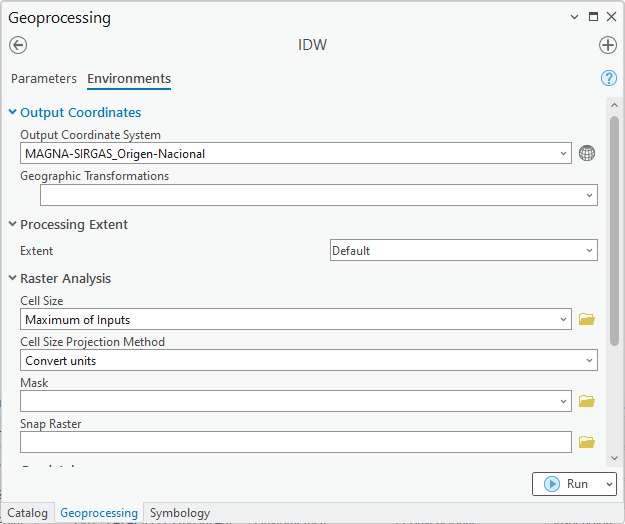 Geoprocessing
IDW
Parameters Environments
Output Coordinates
Output Coordinate System
MAGNA-SIRGAS_Origen-Nacional
Geographic Transformations
Processing Extent
Extent Default
Raster Analysis
Cell Size
Maximum of Inputs
Cell Size Projection Method
Convert units
Mask
Snap Raster
Run
Catalog Geoprocessing Symbology